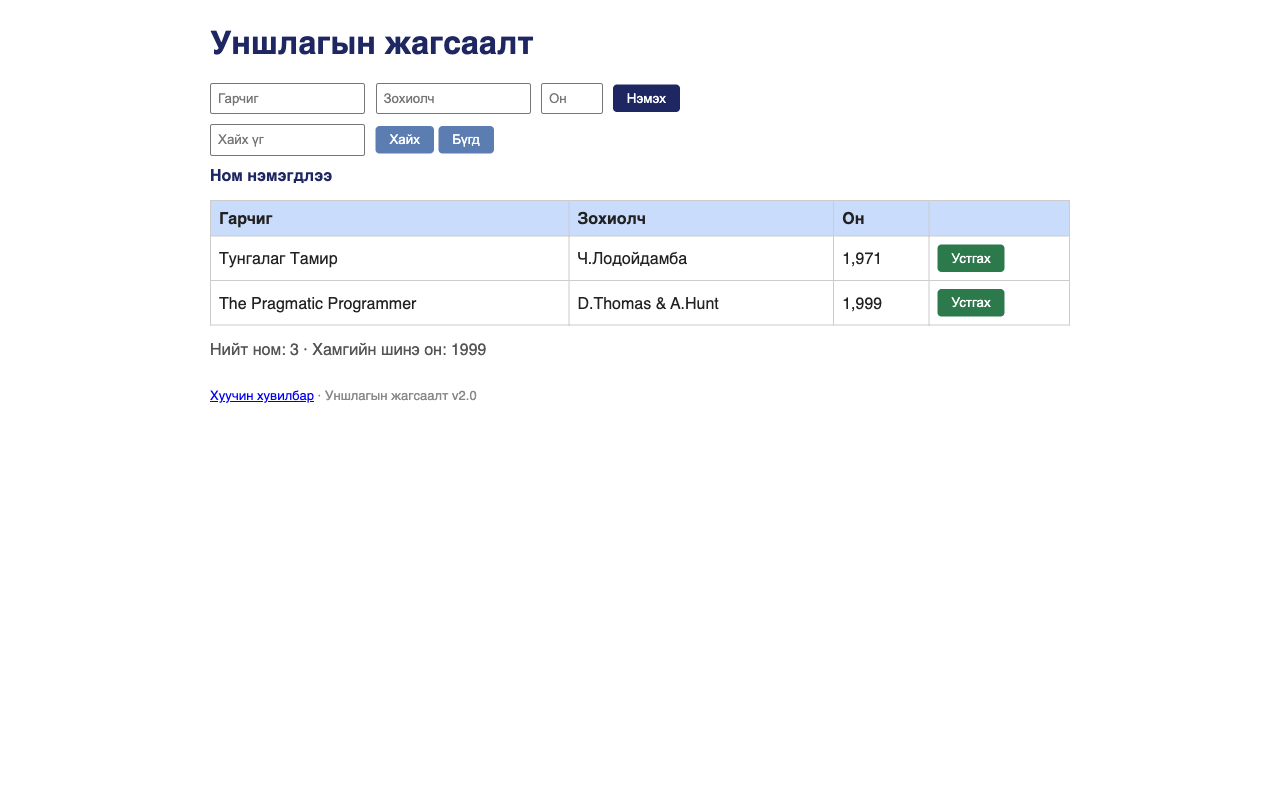 Уншлагын жагсаалт
Гарчиг Зохиолч Он Нэмэх
Хайх үг Хайх Бүгд
Ном нэмэгдлээ
Гарчиг Зохиолч Он
Тунгалаг Тамир Ч.Лодойдамба 1,971 Устгах
The Pragmatic Programmer D.Thomas & A.Hunt 1,999 Устгах
Нийт ном: 3 · Хамгийн шинэ он: 1999
Хуучин хувилбар · Уншлагын жагсаалт v2.0